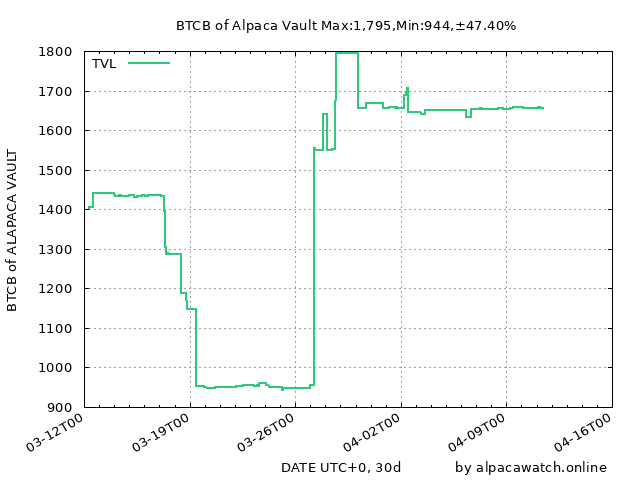 BTCB of Alpaca Vault Max:1,795,Min:944,±47.40%
TVL
1800
1700
1600
1500
1400
1300
1200
1100
1000
900
BTCB of ALAPACA VAULT
03-12T00
03-19T00
03-26T00
04-02T00
04-09T00
04-16T00
DATE UTC+0, 30d
by alpacawatch.online